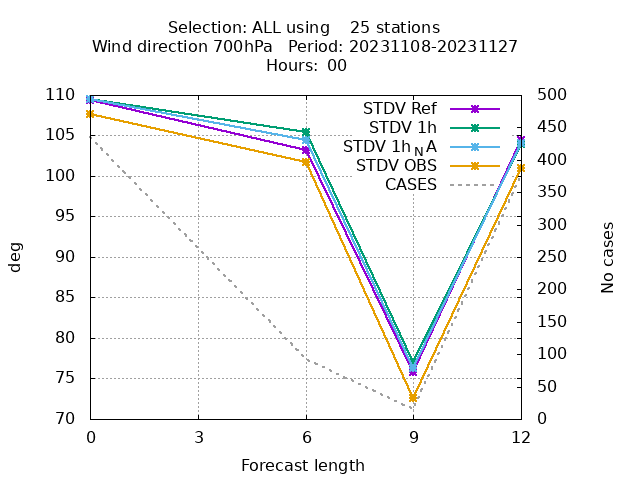 Selection: ALL using    25 stations
Wind direction 700hPa   Period: 20231108-20231127
Hours:  00
STDV Ref
STDV 1h
STDV 1h_N A
STDV OBS
CASES
110
105
100
95
90
85
80
75
70
deg
500
450
400
350
300
250
200
150
100
50
0
No cases
0 3 6 9 12
Forecast length